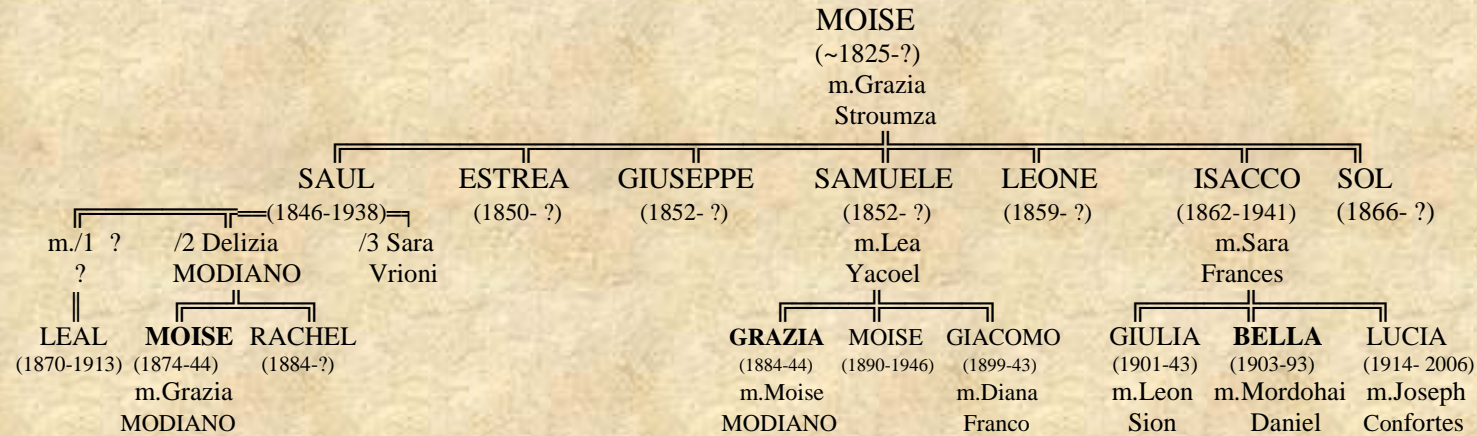 MOISE
(~1825-?)
m.Grazia
Stroumza
SAUL ESTREA GIUSEPPE SAMUELE LEONE ISACCO SOL
(1846-1938) (1850- ?) (1852- ?) (1852- ?) (1859- ?) (1862-1941) (1866- ?)
m./1 ? /2 Delizia /3 Sara m.Lea m.Sara
? MODIANO Vrioni Yacoel Frances
LEAL MOISE RACHEL GRAZIA MOISE GIACOMO GIULIA BELLA LUCIA
(1870-1913) (1874-44) (1884-?) (1884-44) (1890-1946) (1899-43) (1901-43) (1903-93) (1914- 2006)
m.Grazia m.Moise m.Diana m.Leon m.Mordohai m.Joseph
MODIANO MODIANO Franco Sion Daniel Confortes